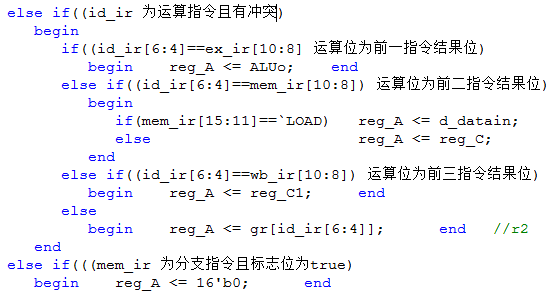 else if((id_ir 为运算指令且有冲突)
begin
if((id_ir[6:4]==ex_ir[10:8] 运算位为前一指令结果位)
begin reg_A <= ALUo; end
else if((id_ir[6:4]==mem_ir[10:8]) 运算位为前二指令结果位)
begin
if(mem_ir[15:11]==`LOAD) reg_A <= d_datain;
else reg_A <= reg_C;
end
else if((id_ir[6:4]==wb_ir[10:8]) 运算位为前三指令结果位)
begin reg_A <= reg_C1; end
else
begin reg_A <= gr[id_ir[6:4]]; end //r2
end
else if(((mem_ir 为分支指令且标志位为true)
begin reg_A <= 16'b0; end